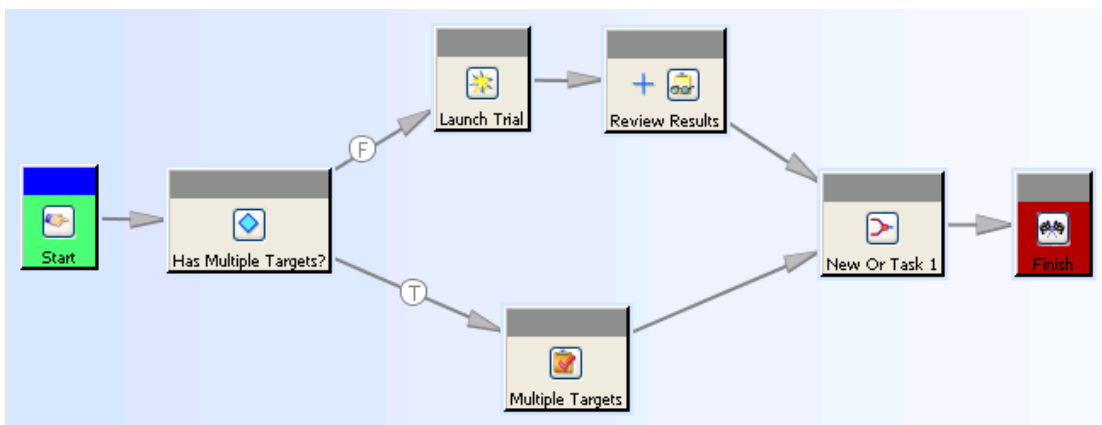 Launch Trial
Review Results
F
Start
Has Multiple Targets?
New Or Task 1
Finish
T
Multiple Targets